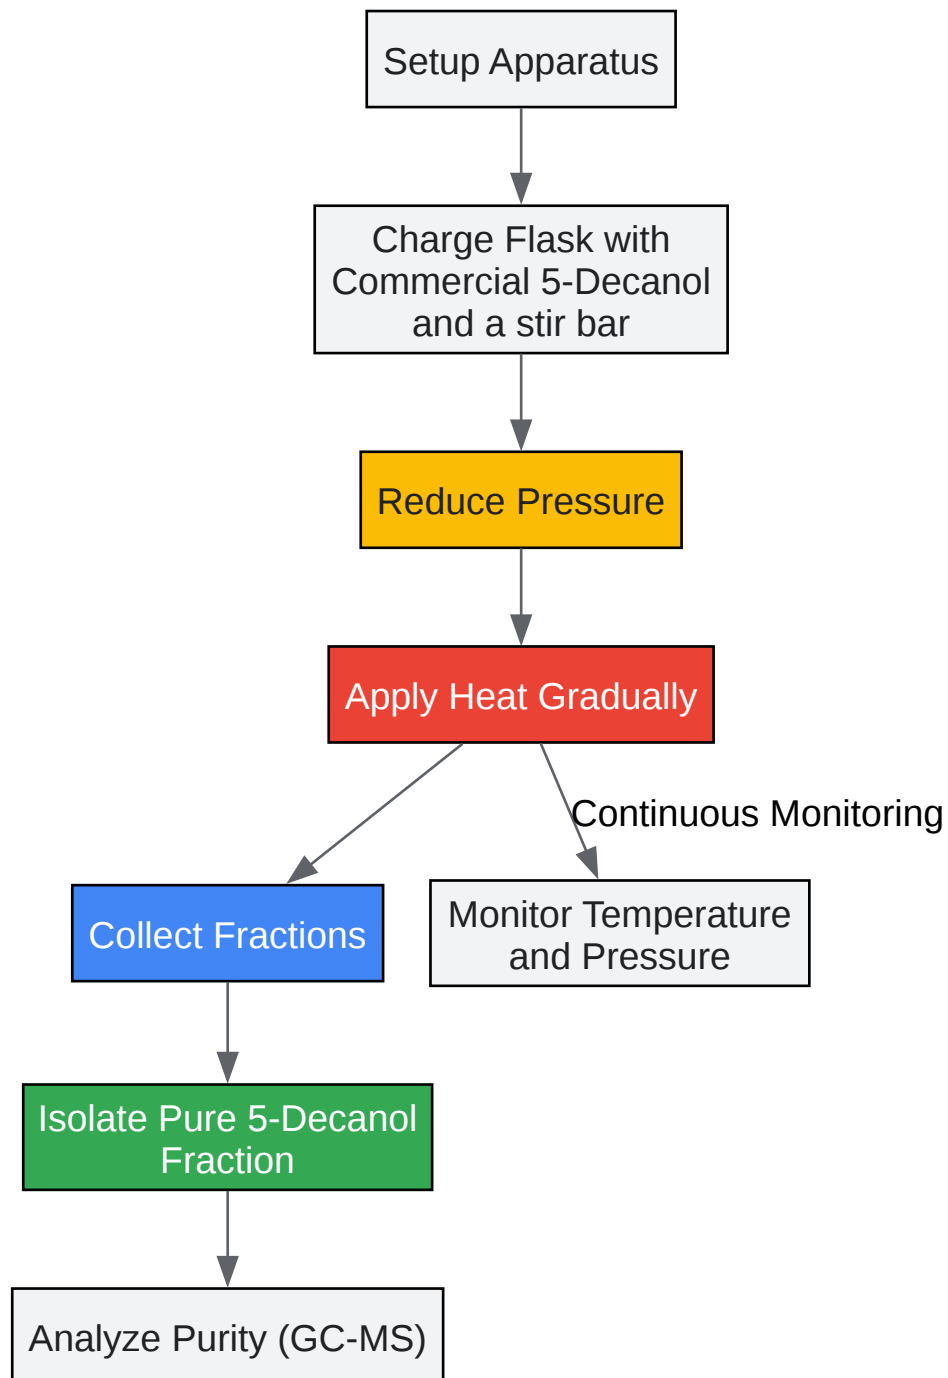 Setup Apparatus
Charge Flask with
Commercial 5-Decanol
and a stir bar
Reduce Pressure
Apply Heat Gradually
Continuous Monitoring
Collect Fractions
Monitor Temperature
and Pressure
Isolate Pure 5-Decanol
Fraction
Analyze Purity (GC-MS)